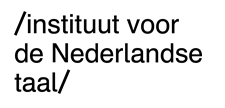 /instituut voor
de Nederlandse
taal/